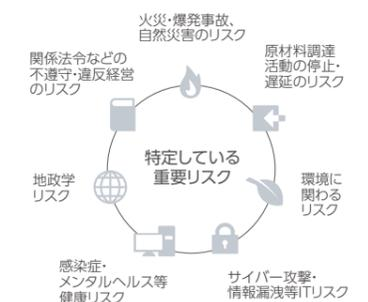 火災・爆発事故、
自然災害のリスク
原材料調達
活動の停止・
遅延のリスク
環境に
関わる
リスク
サイバー攻撃・
情報漏洩等ITリスク
感染症・
メンタルヘルス等
健康リスク
地政学
リスク
関係法令などの
不遵守・違反経営
のリスク
特定している
重要リスク